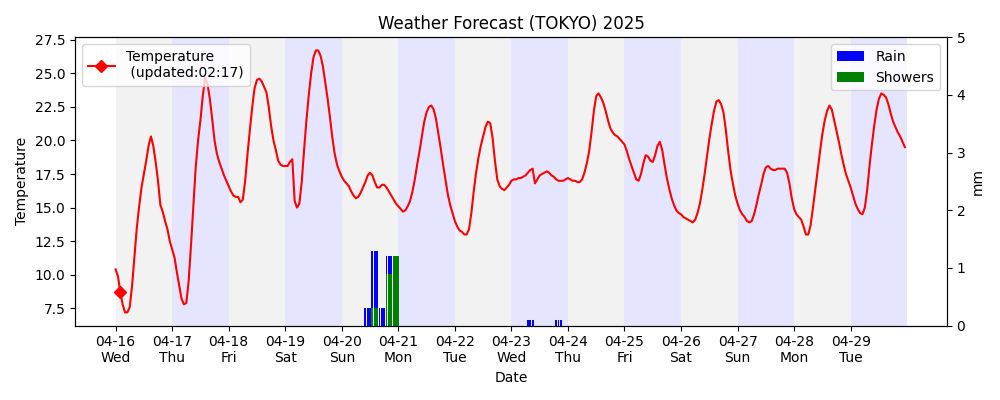 Weather Forecast (TOKYO) 2025
Temperature
(updated:02:17)
Rain
Showers
27.5
25.0
22.5
20.0
17.5
15.0
12.5
10.0
7.5
Temperature
5
4
3
2
1
0
mm
04-16 04-17 04-18 04-19 04-20 04-21 04-22 04-23 04-24 04-25 04-26 04-27 04-28 04-29
Wed Thu Fri Sat Sun Mon Tue Wed Thu Fri Sat Sun Mon Tue
Date